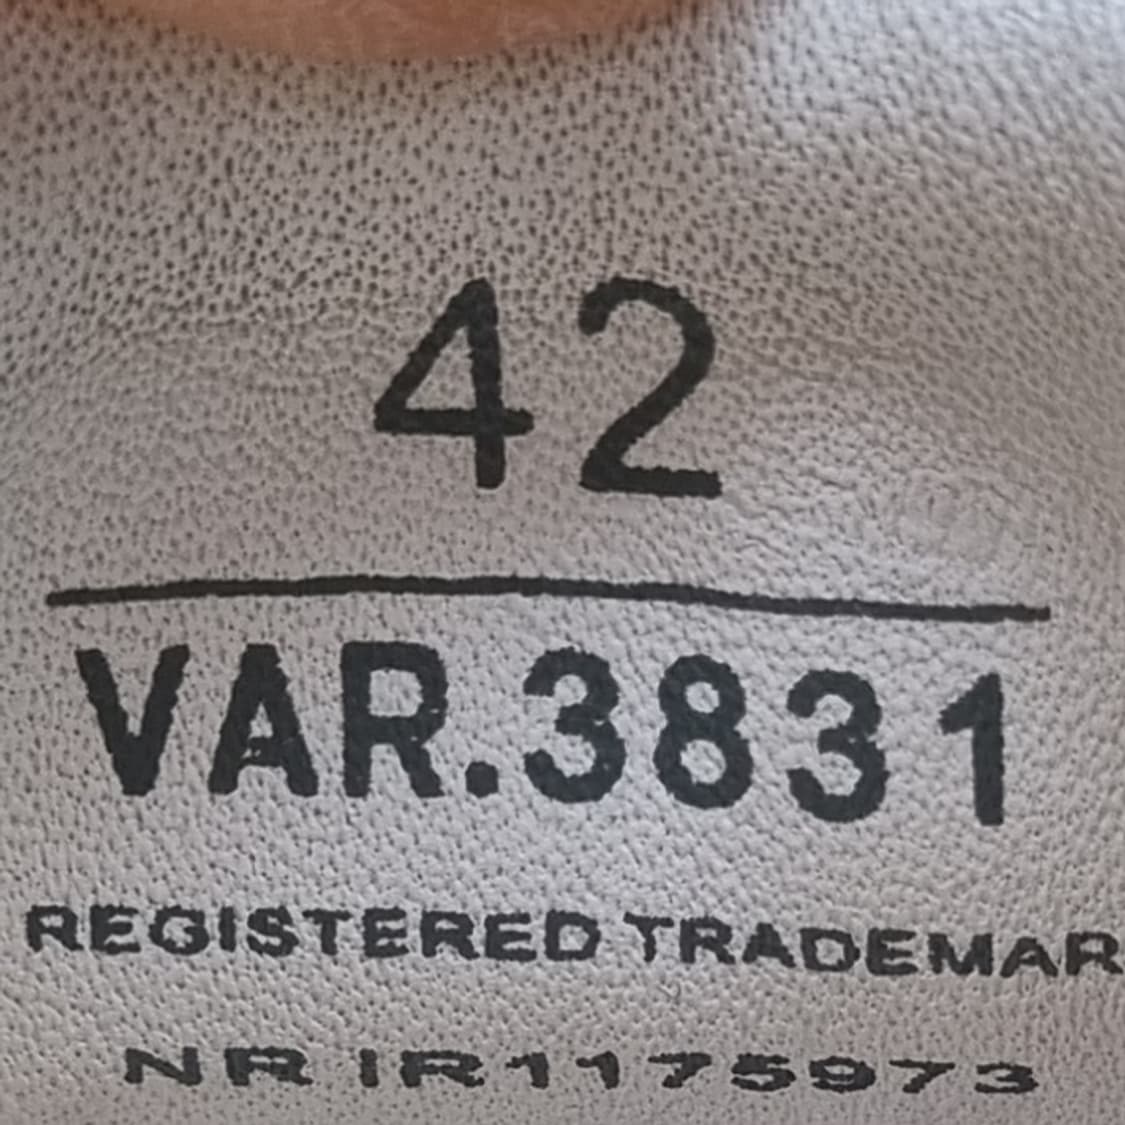 42
VAR.3831
REGISTERED TRADEMAR
NR IR1175973